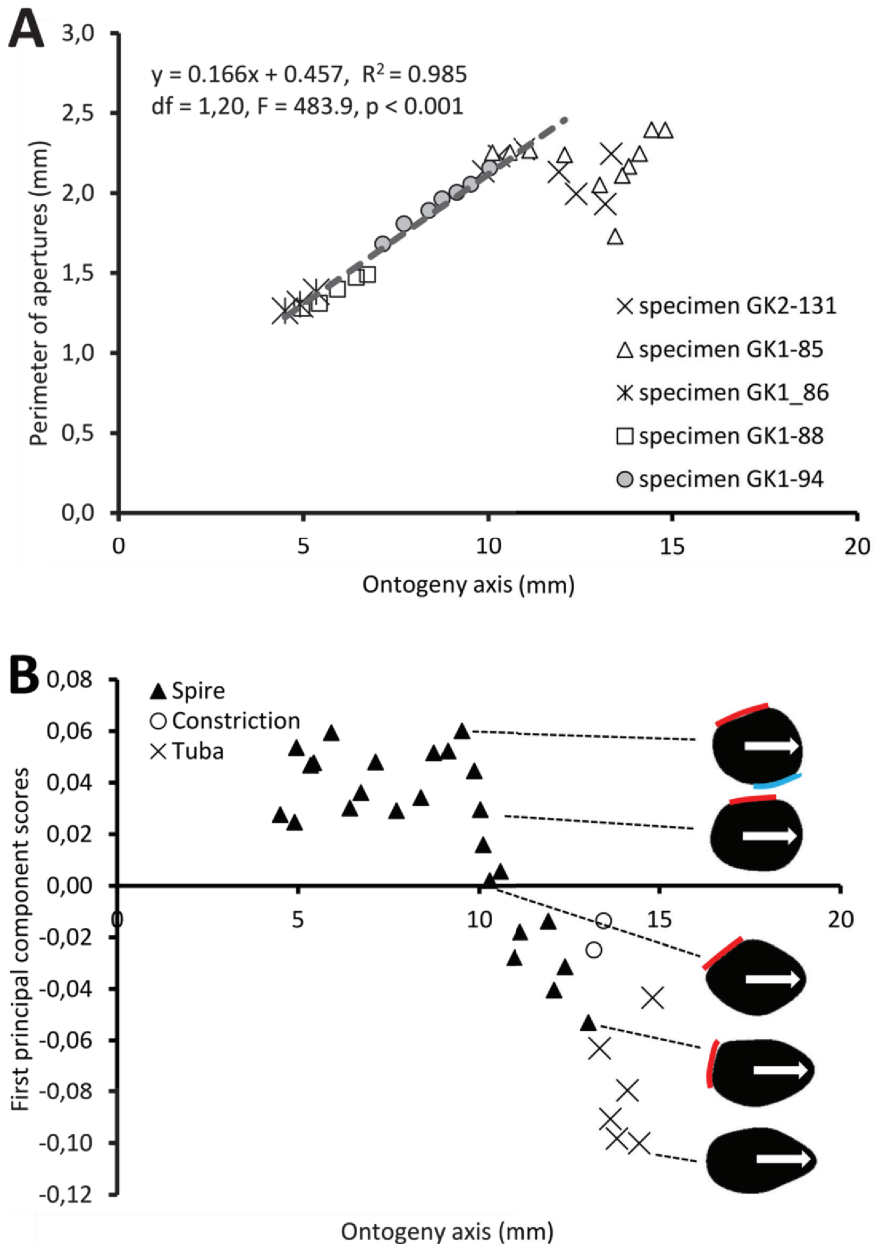 A
3,0
y = 0.166x + 0.457, R² = 0.985
df = 1,20, F = 483.9, p < 0.001
2,5
2,0
1,5
1,0
0,5
0,0
Perimeter of apertures (mm)
specimen GK2-131
specimen GK1-85
specimen GK1_86
specimen GK1-88
specimen GK1-94
0 5 10 15 20
Ontogeny axis (mm)
B
0,08
0,06
0,04
0,02
0,00
-0,02
-0,04
-0,06
-0,08
-0,10
-0,12
First principal component scores
Spire
Constriction
Tuba
0 5 10 15 20
Ontogeny axis (mm)